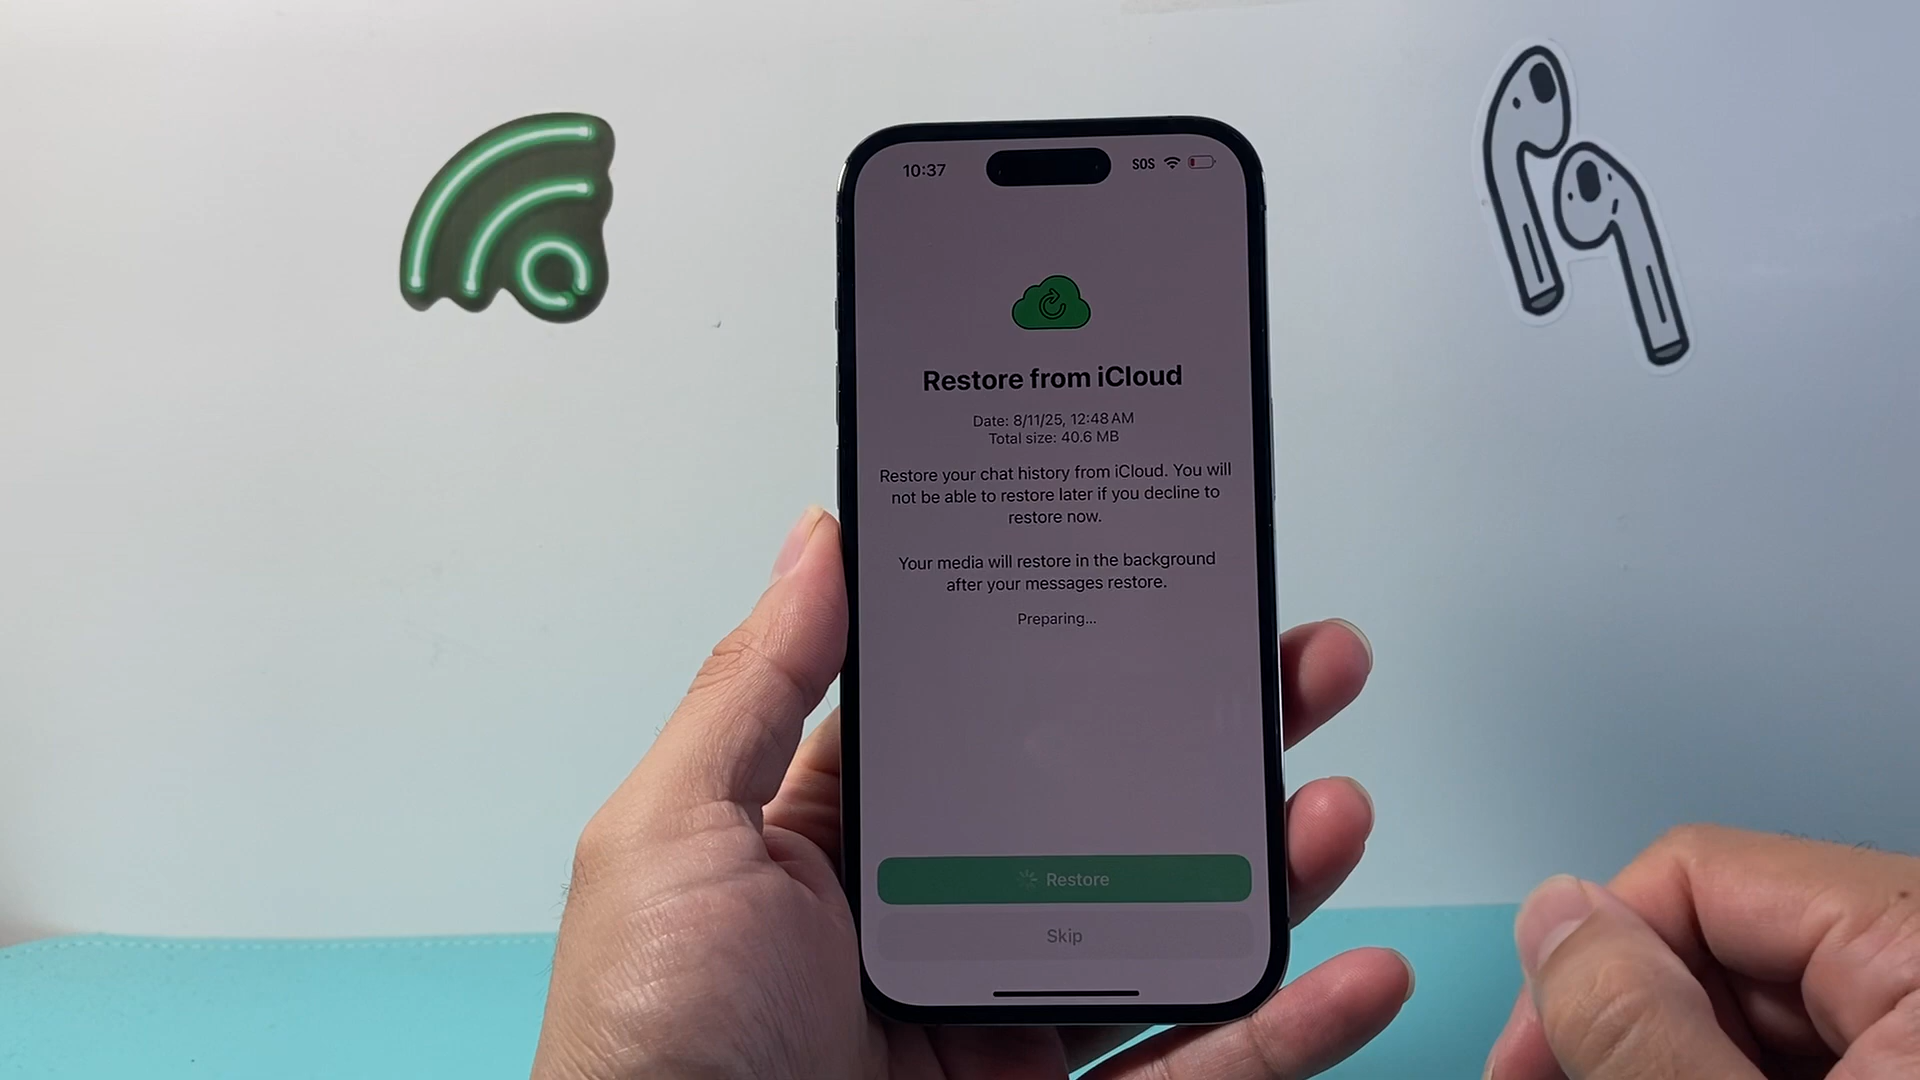 10:37
SOS
Restore from iCloud
Date: 8/11/25, 12:48 AM
Total size: 40.6 MB
Restore your chat history from iCloud. You will
not be able to restore later if you decline to
restore now.
Your media will restore in the background
after your messages restore.
Preparing...
Restore
Skip